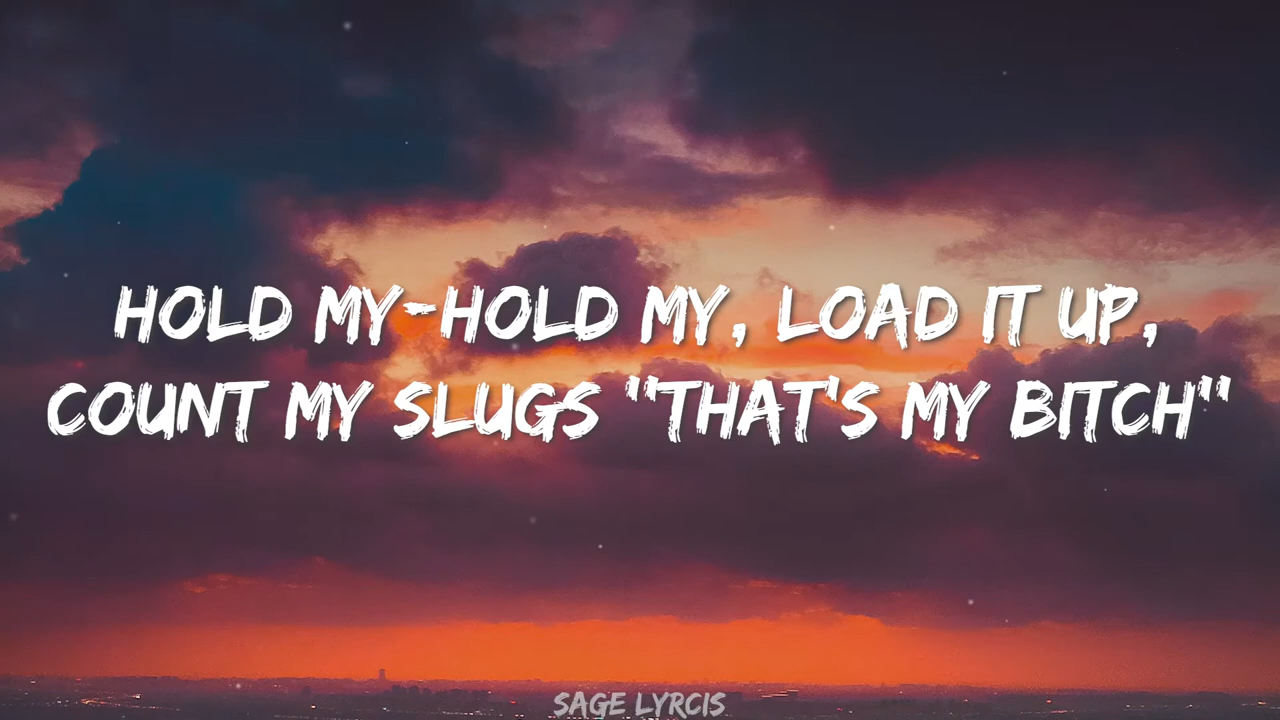 HOLD MY-HOLD MY, LOAD IT UP,
COUNT MY SLUGS "THAT'S MY BITCH"
SAGE LYRCIS